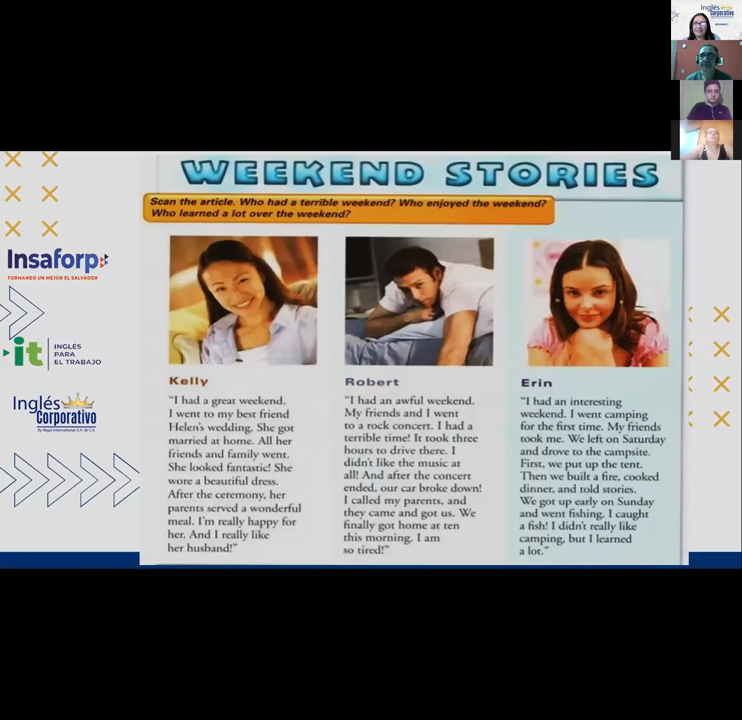 WEEKEND STORIES
Scan the article. Who had a terrible weekend? Who enjoyed the weekend?
Who learned a lot over the weekend?
Insaforp
FORMANDO UN MEJOR EL SALVADOR
it
INGLÉS
PARA
EL TRABAJO
Inglés
Corporativo
Kelly
"I had a great weekend.
I went to my best friend
Helen's wedding. She got
married at home. All her
friends and family went.
She looked fantastic! She
wore a beautiful dress.
After the ceremony, her
parents served a wonderful
meal. I'm really happy for
her. And I really like
her husband!"
Robert
"I had an awful weekend.
My friends and I went
to a rock concert. I had a
terrible time! It took three
hours to drive there. I
didn't like the music at
all! And after the concert
ended, our car broke down!
I called my parents, and
they came and got us. We
finally got home at ten
this morning. I am
so tired!"
Erin
"I had an interesting
weekend. I went camping
for the first time. My friends
took me. We left on Saturday
and drove to the campsite.
First, we put up the tent.
Then we built a fire, cooked
dinner, and told stories.
We got up early on Sunday
and went fishing. I caught
a fish! I didn't really like
camping, but I learned
a lot."
Inglés
Corporativo